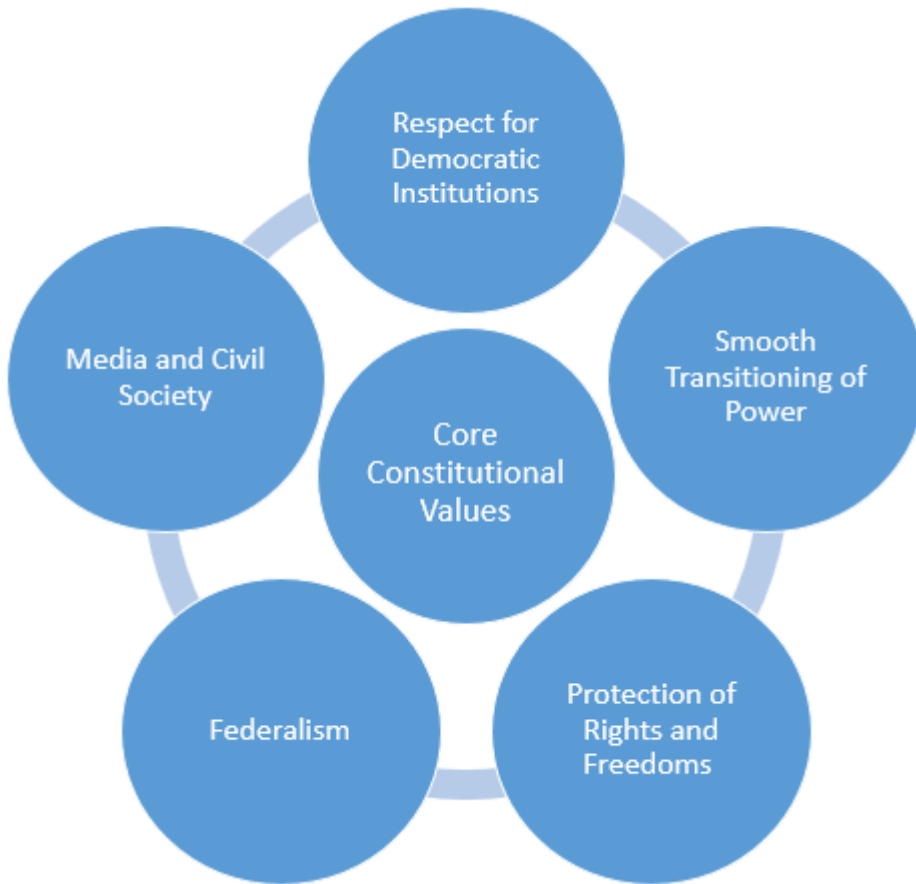 Respect for
Democratic
Institutions
Smooth
Transitioning of
Power
Protection of
Rights and
Freedoms
Federalism
Media and Civil
Society
Core
Constitutional
Values